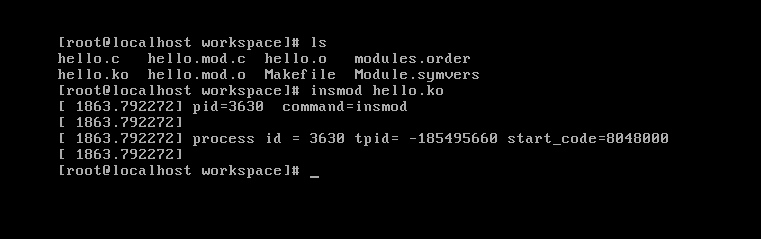 [root@localhost workspace]# ls
hello.c   hello.mod.c  hello.o   modules.order
hello.ko  hello.mod.o  Makefile  Module.symvers
[root@localhost workspace]# insmod hello.ko
[ 1863.792272] pid=3630  command=insmod
[ 1863.792272]
[ 1863.792272] process id = 3630 tpid= -185495660 start_code=8048000
[ 1863.792272]
[root@localhost workspace]# _